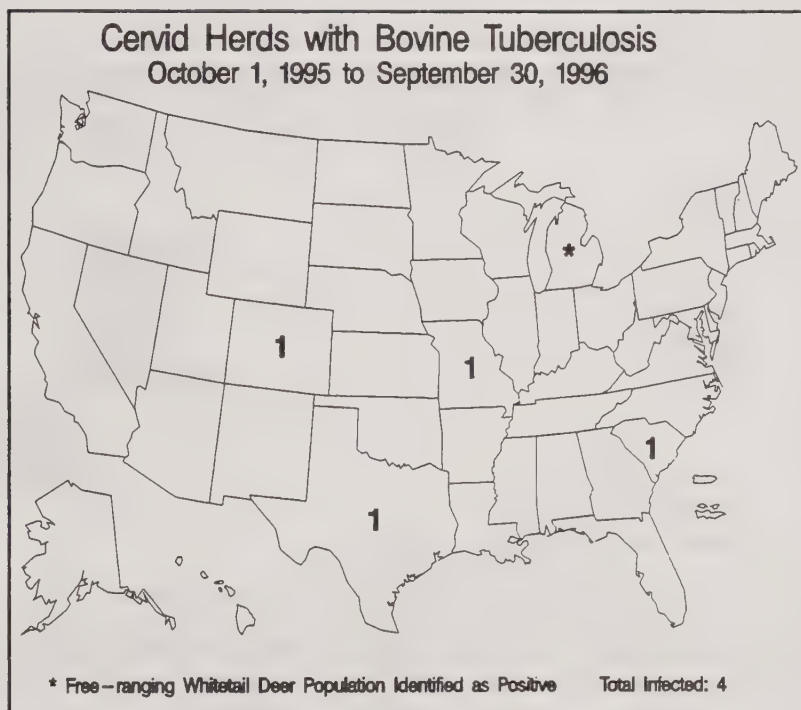 Cervid Herds with Bovine Tuberculosis
October 1, 1995 to September 30, 1996
*
1
1
1
1
* Free-ranging Whitetail Deer Population Identified as Positive Total Infected: 4